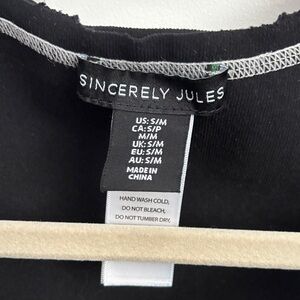 SINCERELY JULES
US: S/M
CA: S/P
M/M
UK: S/M
EU: S/M
AU: S/M
MADE IN
CHINA
HAND WASH COLD,
DO NOT BLEACH,
DO NOT TUMBLE DRY,